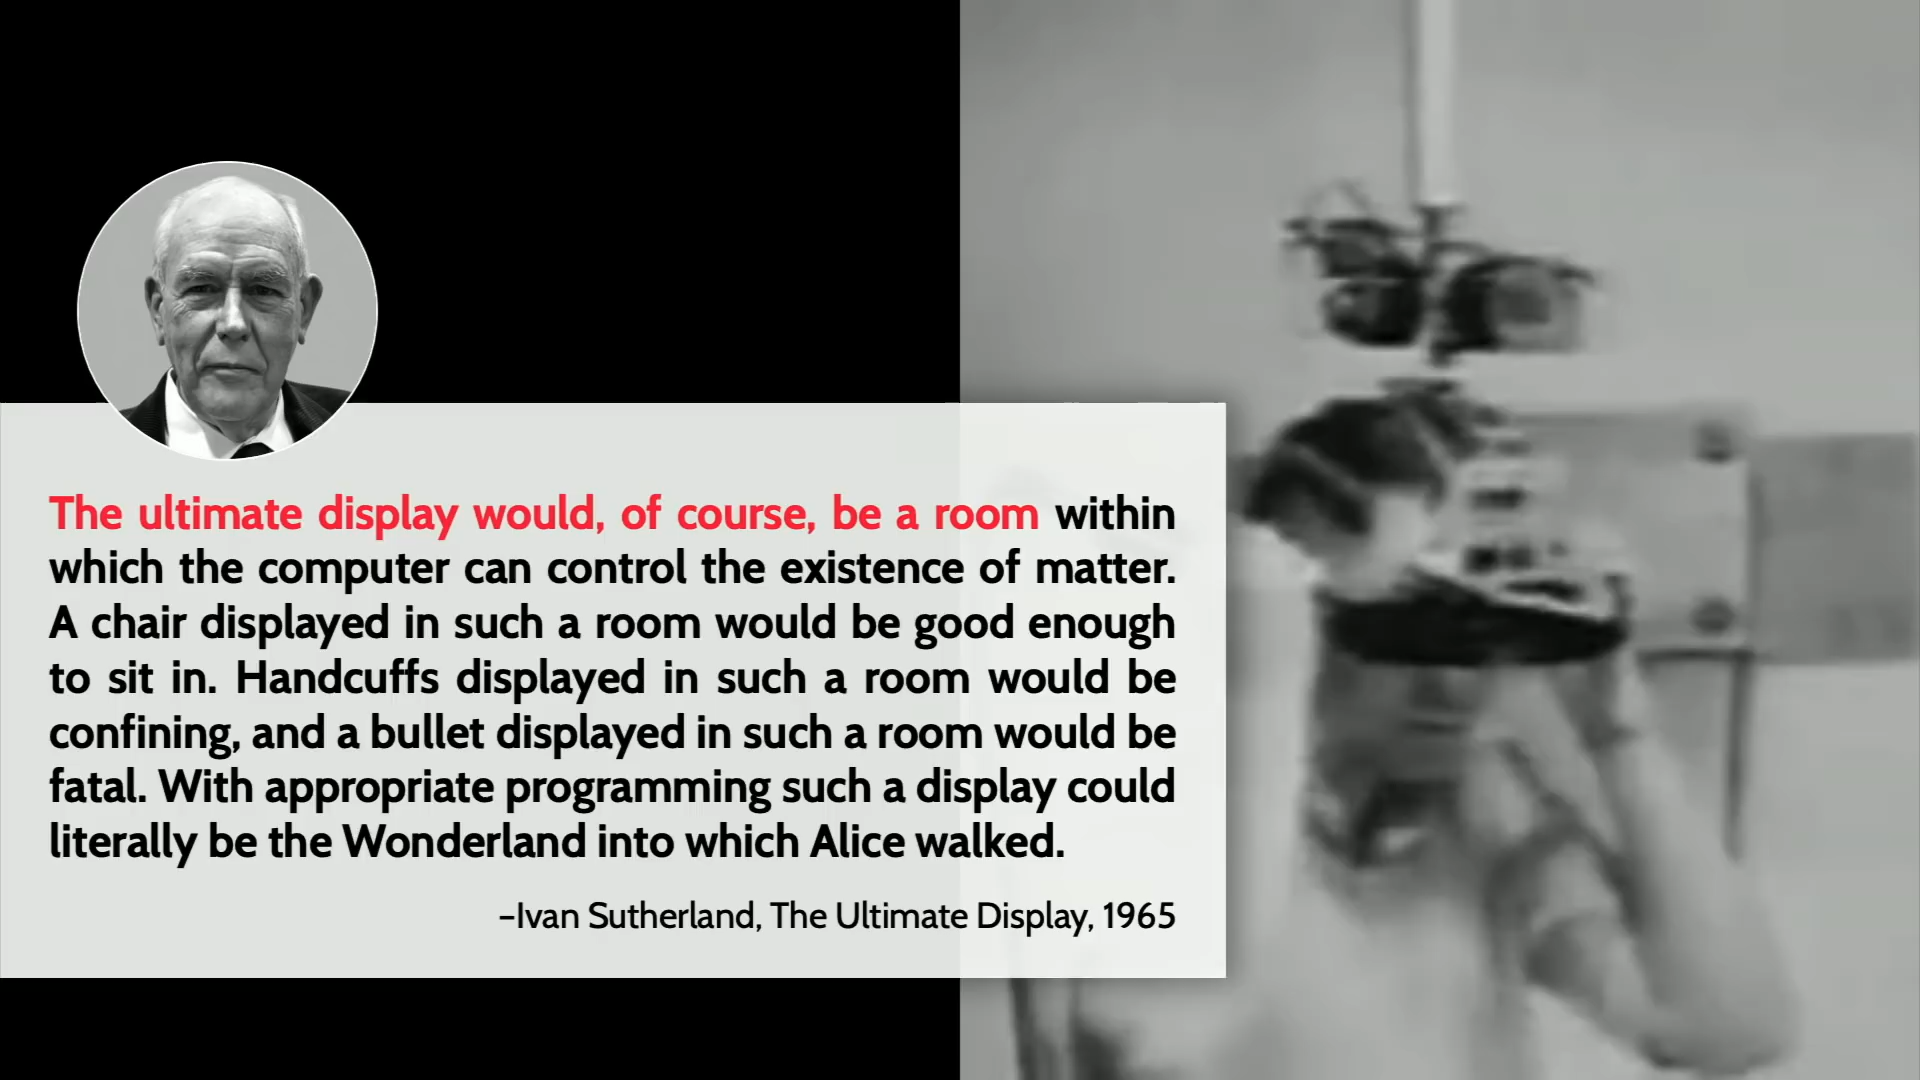 The ultimate display would, of course, be a room within
which the computer can control the existence of matter.
A chair displayed in such a room would be good enough
to sit in. Handcuffs displayed in such a room would be
confining, and a bullet displayed in such a room would be
fatal. With appropriate programming such a display could
literally be the Wonderland into which Alice walked.
–Ivan Sutherland, The Ultimate Display, 1965